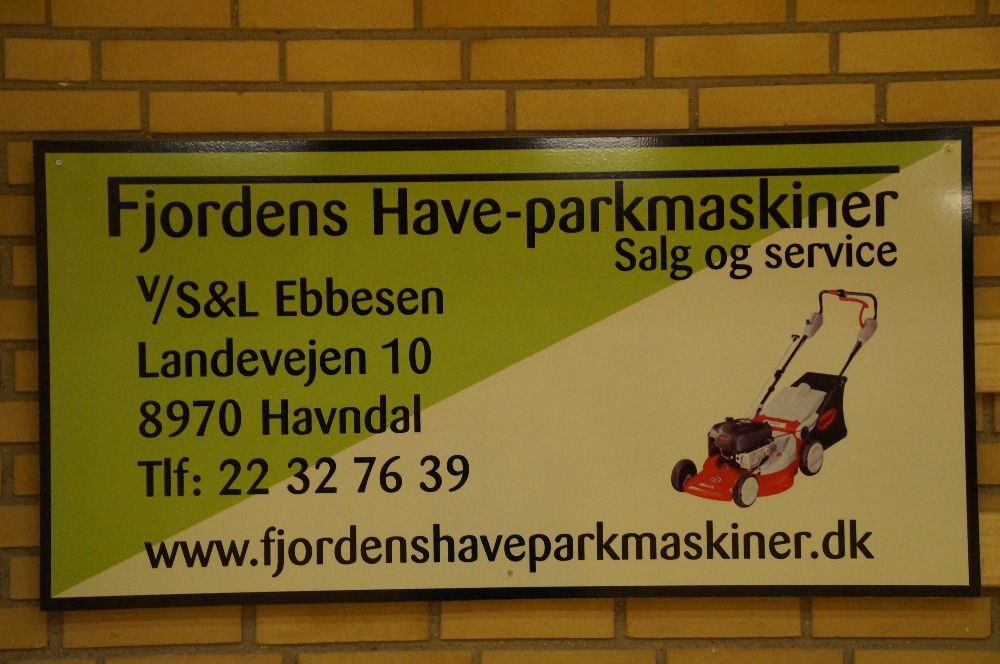 Fjordens Have-parkmaskiner
Salg og service
v/S&L Ebbesen
Landevejen 10
8970 Havndal
Tlf: 22 32 76 39
www.fjordenshaveparkmaskiner.dk